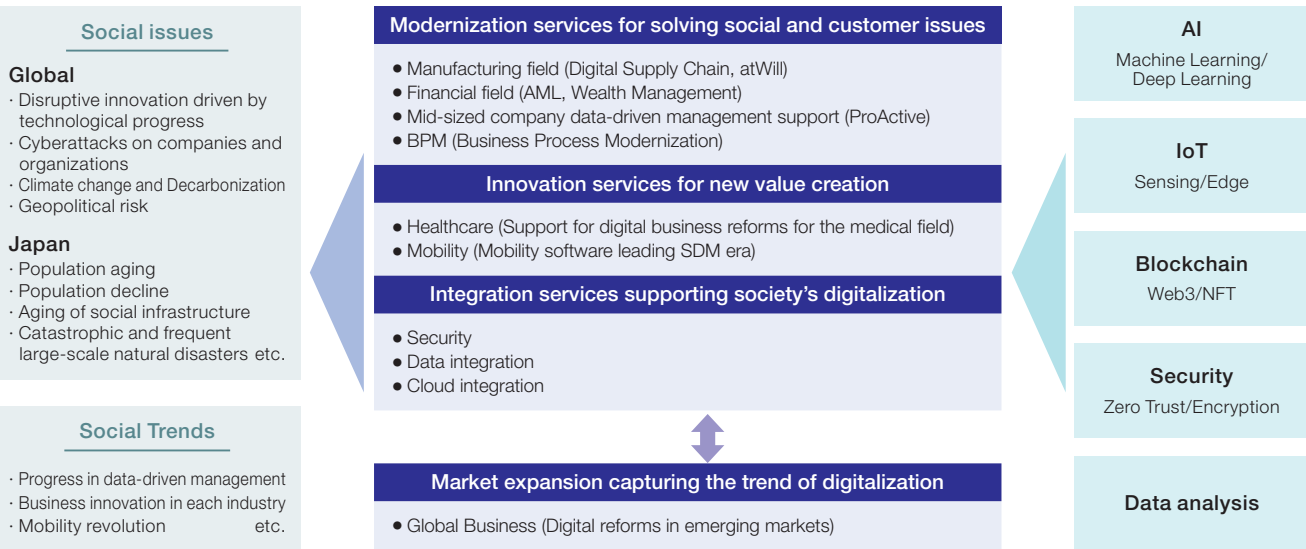 Social issues
Global
· Disruptive innovation driven by
technological progress
· Cyberattacks on companies and
organizations
· Climate change and Decarbonization
· Geopolitical risk
Japan
· Population aging
· Population decline
· Aging of social infrastructure
· Catastrophic and frequent
large-scale natural disasters etc.
Social Trends
· Progress in data-driven management
· Business innovation in each industry
· Mobility revolution etc.
Modernization services for solving social and customer issues
● Manufacturing field (Digital Supply Chain, atWill)
● Financial field (AML, Wealth Management)
● Mid-sized company data-driven management support (ProActive)
● BPM (Business Process Modernization)
Innovation services for new value creation
● Healthcare (Support for digital business reforms for the medical field)
● Mobility (Mobility software leading SDM era)
Integration services supporting society's digitalization
● Security
● Data integration
● Cloud integration
Market expansion capturing the trend of digitalization
● Global Business (Digital reforms in emerging markets)
AI
Machine Learning/
Deep Learning
IoT
Sensing/Edge
Blockchain
Web3/NFT
Security
Zero Trust/Encryption
Data analysis